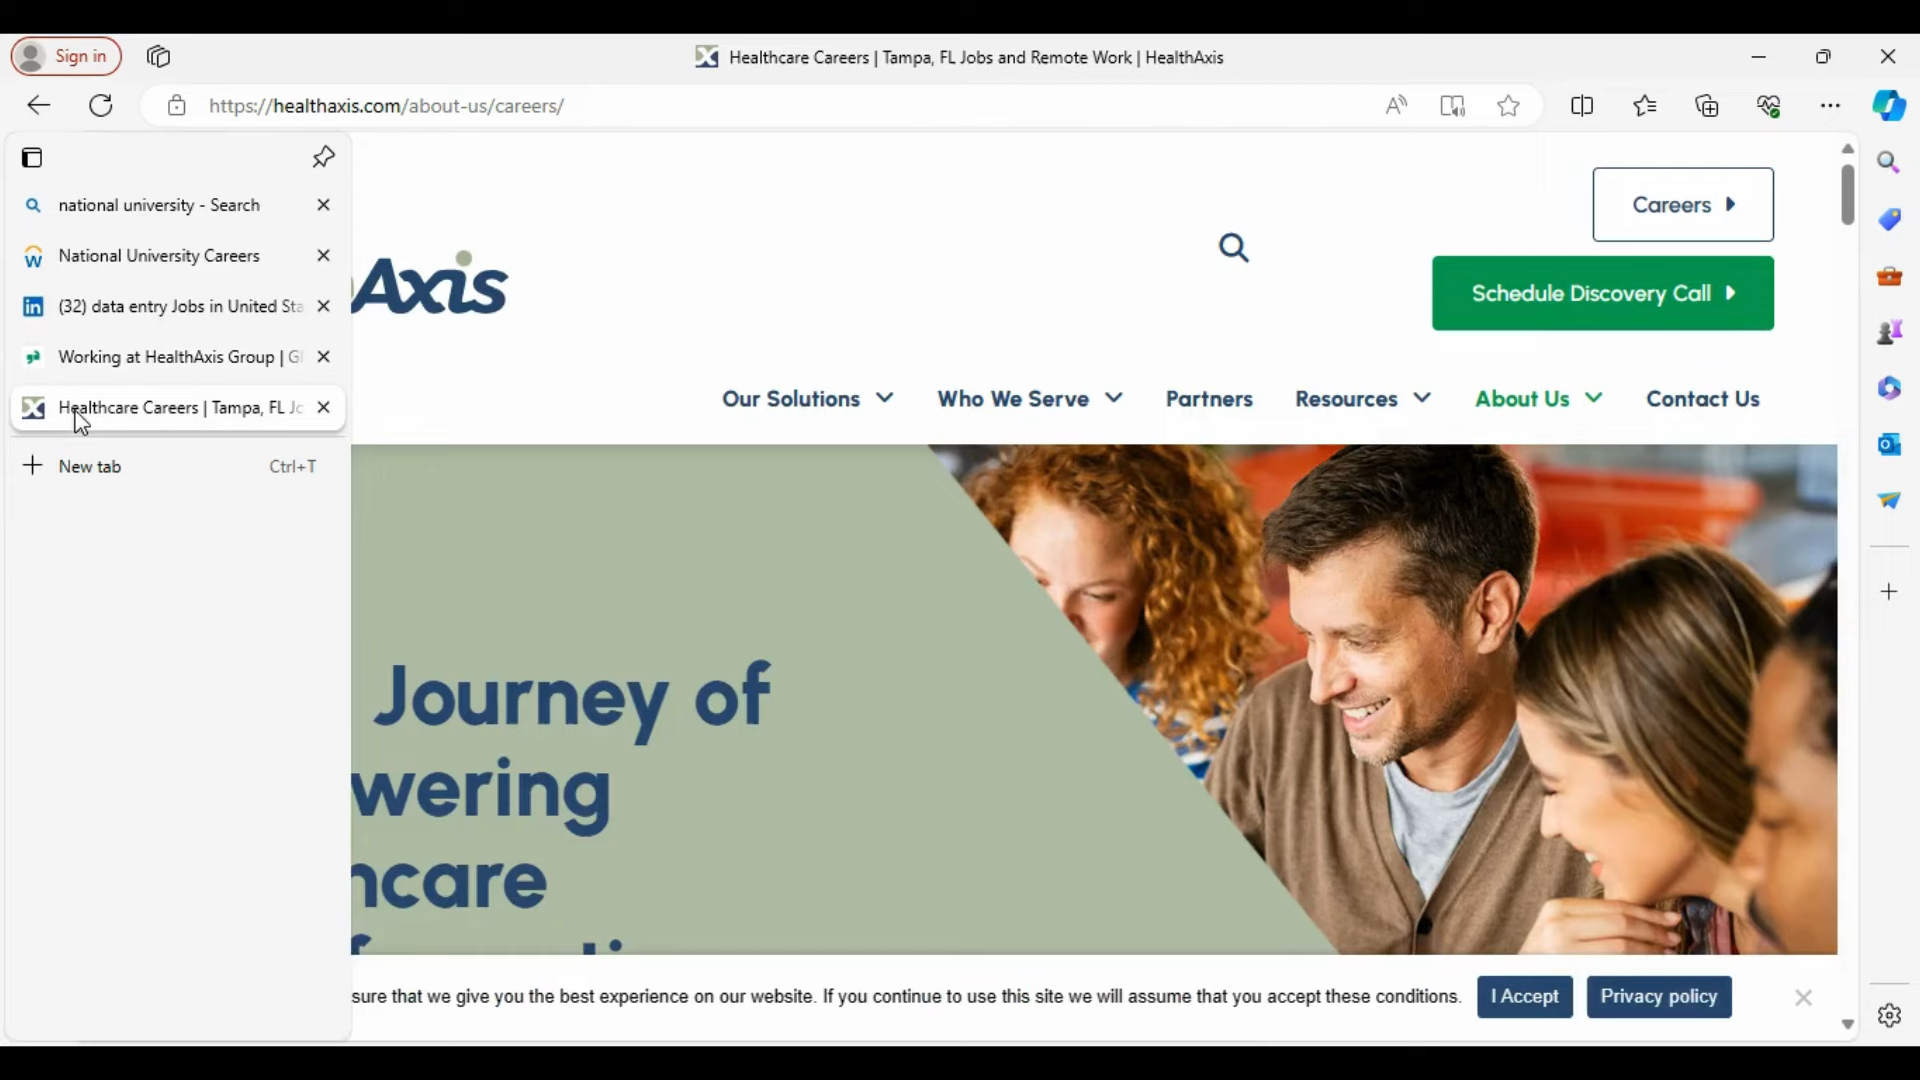 Sign in
Healthcare Careers | Tampa, FL Jobs and Remote Work | HealthAxis
https://healthaxis.com/about-us/careers/
national university - Search
National University Careers
(32) data entry Jobs in United Sta
Working at HealthAxis Group | Gl
Healthcare Careers | Tampa, FL Jo
New tab Ctrl+T
Axis
Careers
Schedule Discovery Call
Our Solutions Who We Serve Partners Resources About Us Contact Us
Journey of
wering
hcare
sure that we give you the best experience on our website. If you continue to use this site we will assume that you accept these conditions.
I Accept
Privacy policy